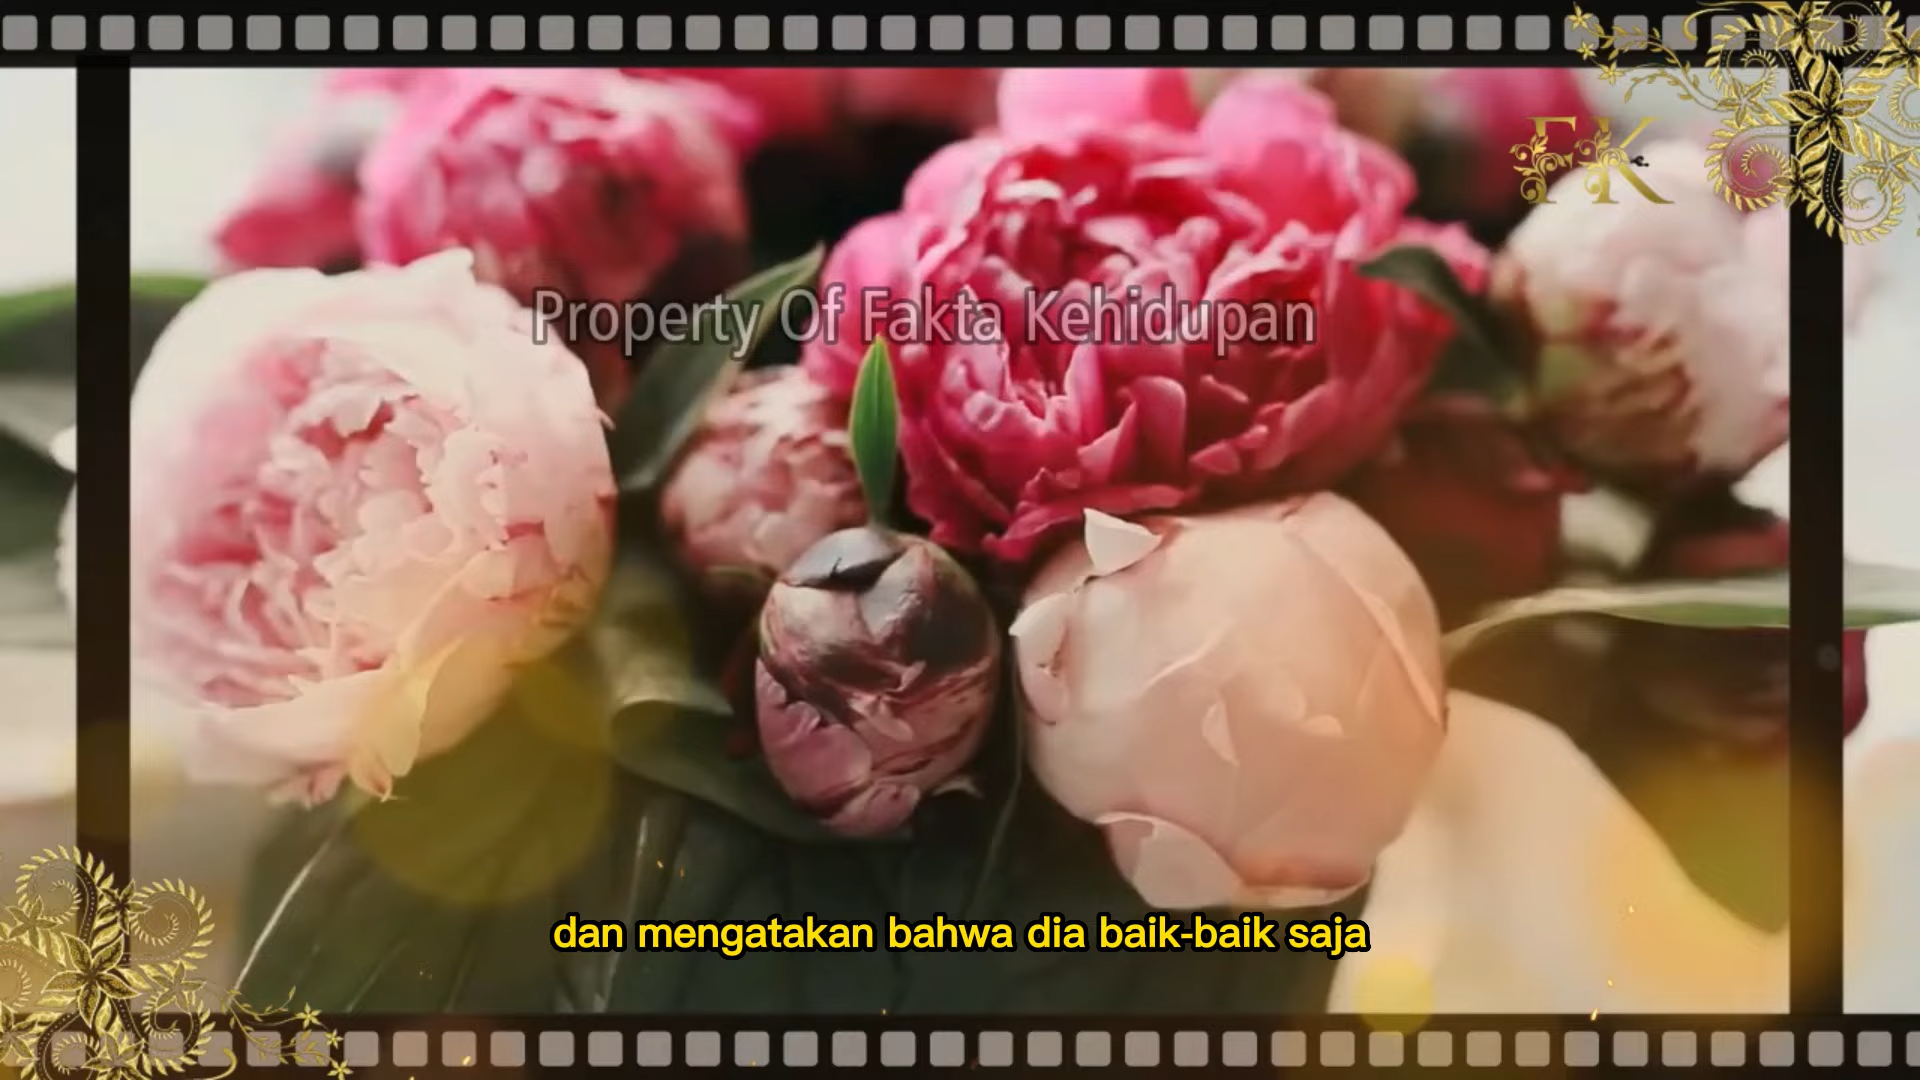 FK
Property Of Fakta Kehidupan
dan mengatakan bahwa dia baik-baik saja